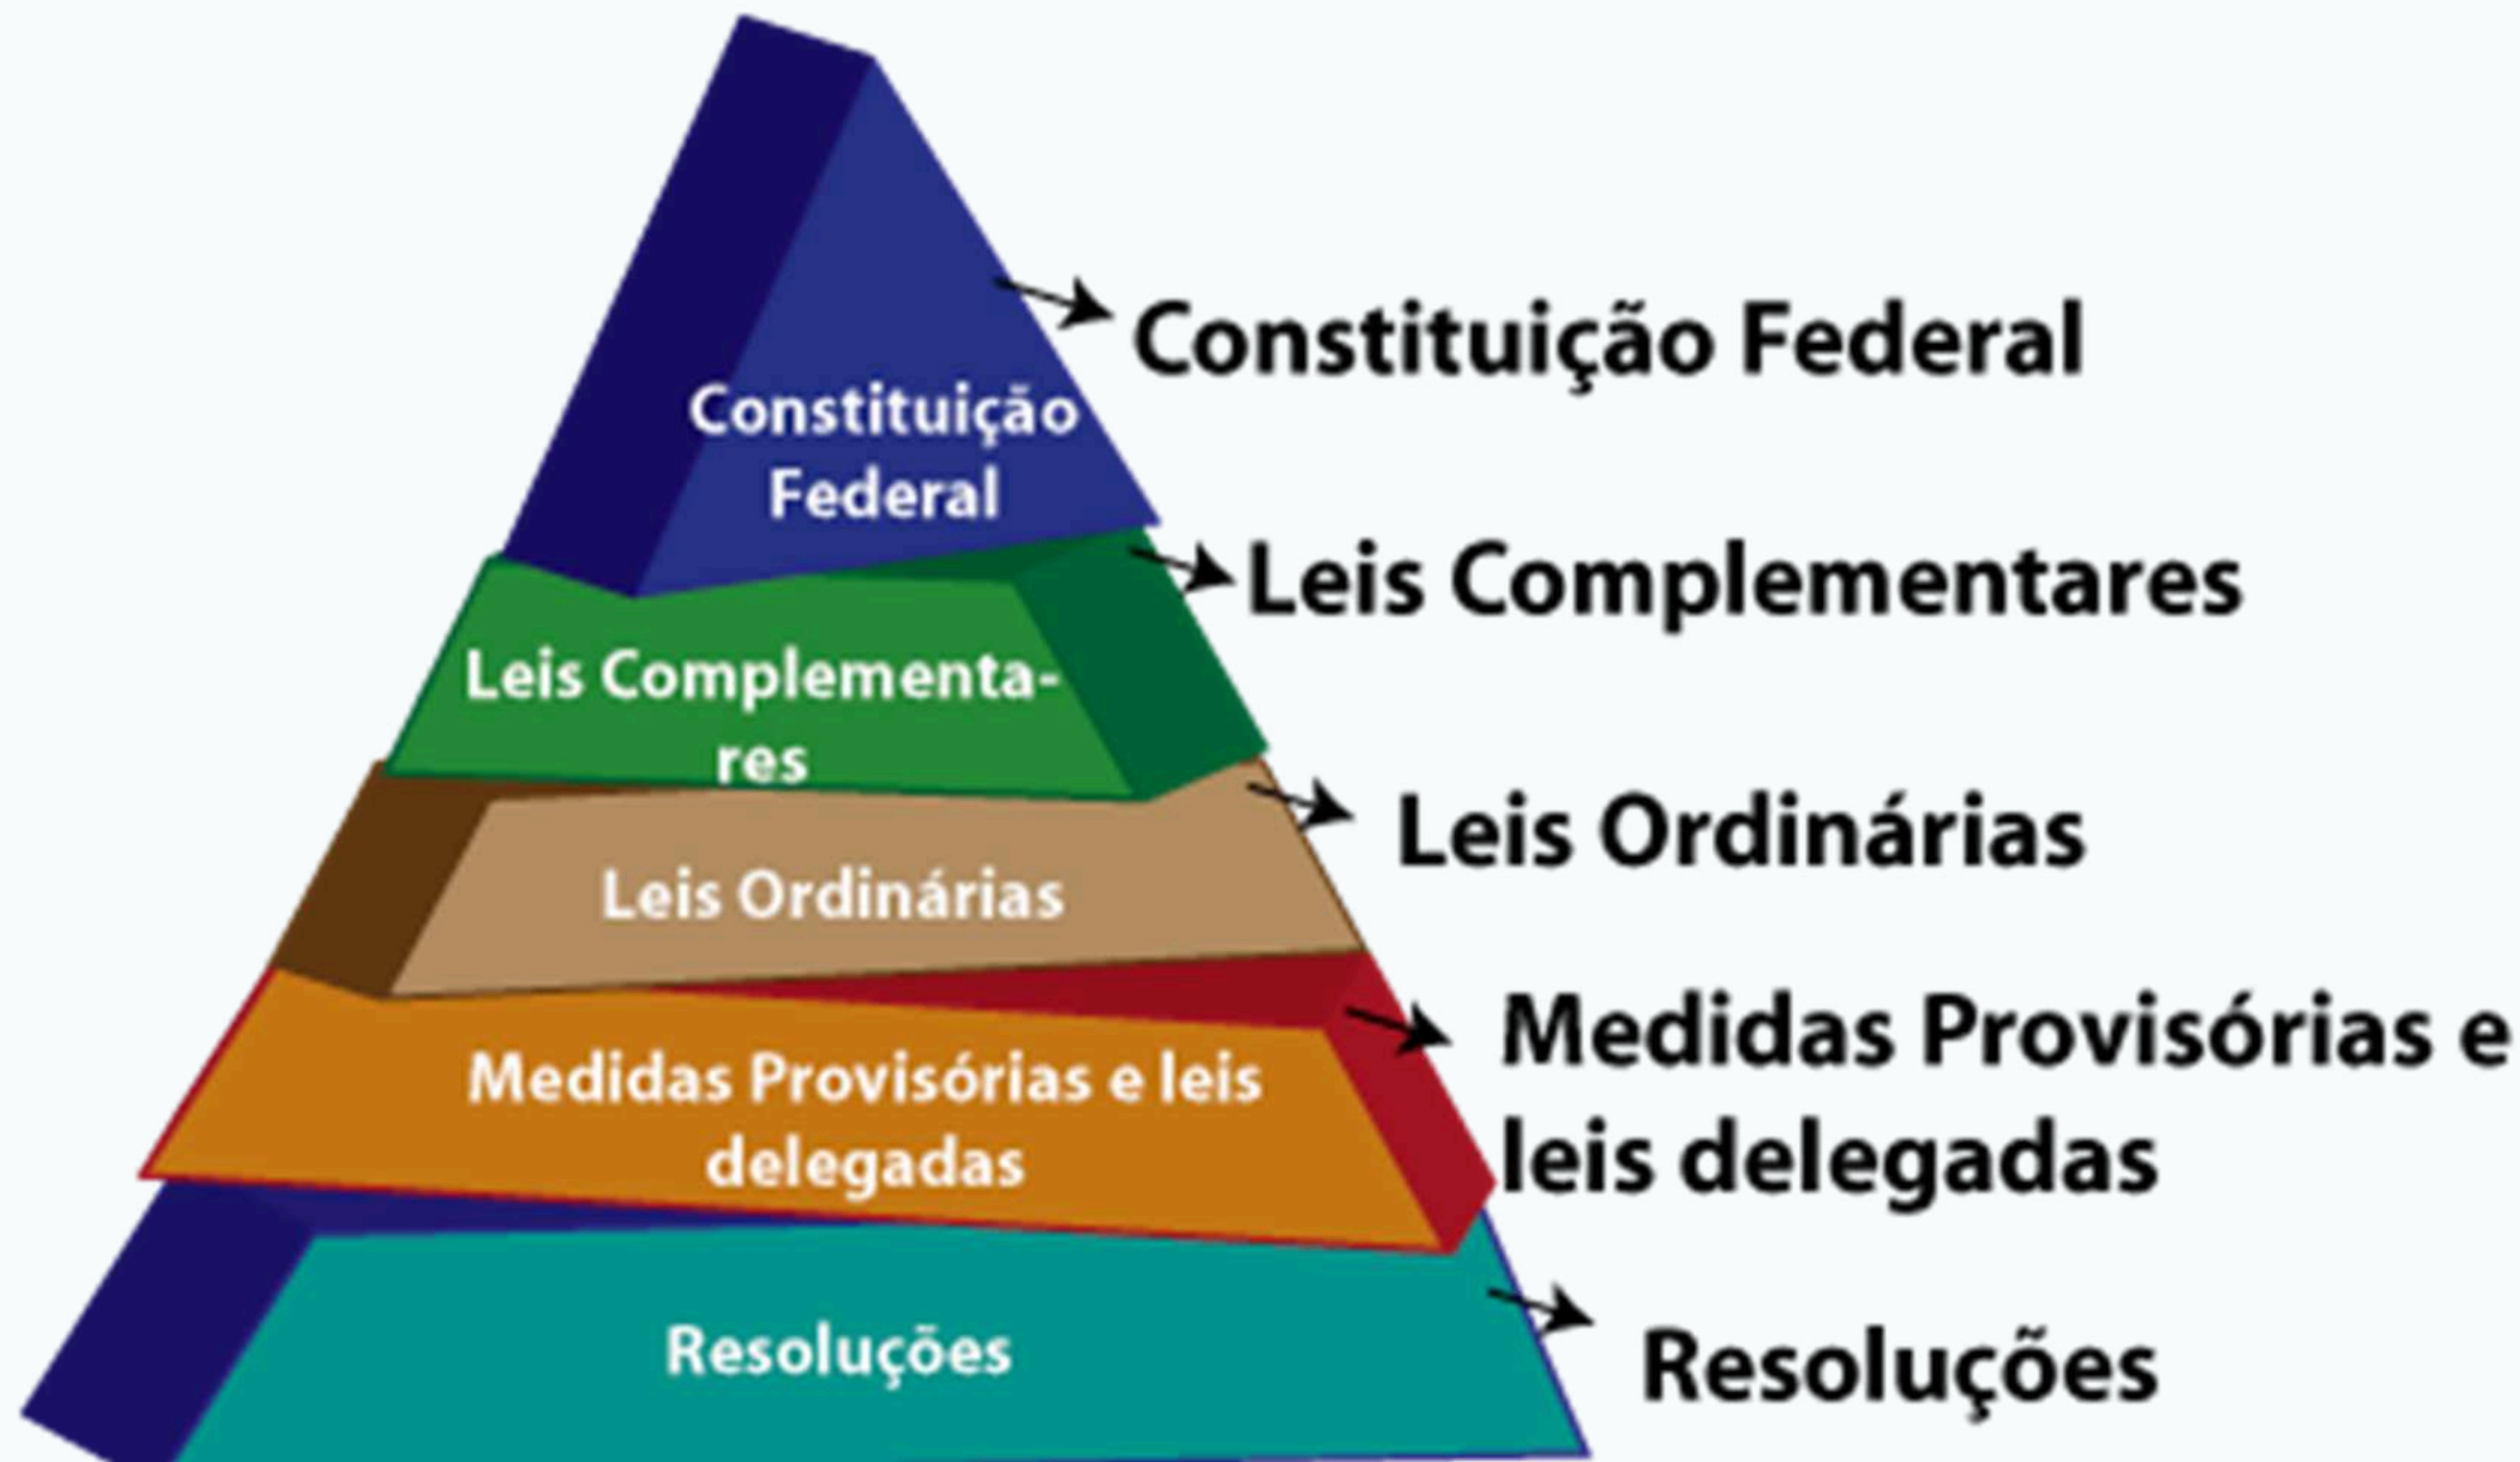 Constituição Federal
Constituição
Federal
Leis Complementares
Leis Complementa-
res
Leis Ordinárias
Leis Ordinárias
Medidas Provisórias e
leis delegadas
Medidas Provisórias e leis
delegadas
Resoluções
Resoluções